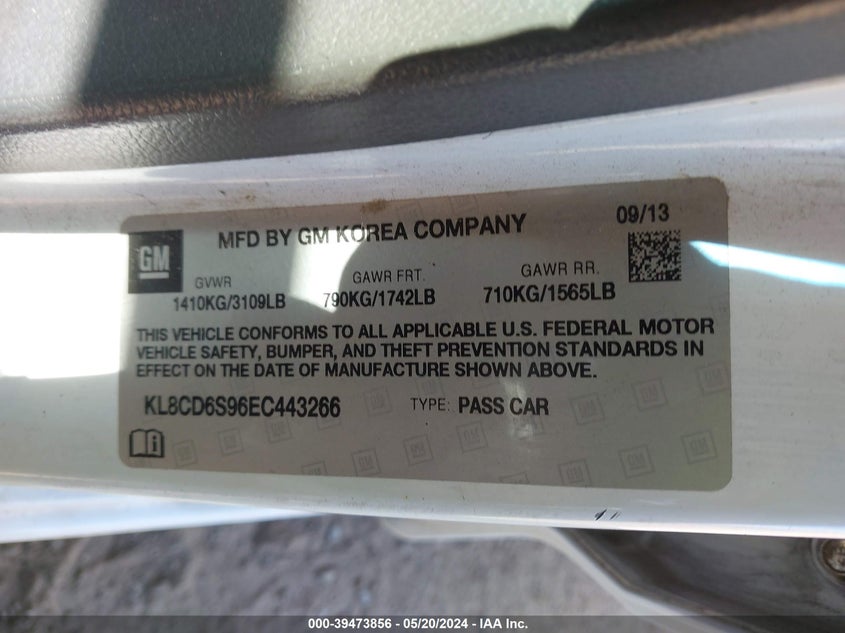 MFD BY GM KOREA COMPANY
09/13
GM
GVWR
GAWR FRT.
GAWR RR.
1410KG/3109LB
790KG/1742LB
710KG/1565LB
THIS VEHICLE CONFORMS TO ALL APPLICABLE U.S. FEDERAL MOTOR
VEHICLE SAFETY, BUMPER, AND THEFT PREVENTION STANDARDS IN
EFFECT ON THE DATE OF MANUFACTURE SHOWN ABOVE.
KL8CD6S96EC443266
TYPE: PASS CAR
000-39473856 - 05/20/2024 - IAA Inc.